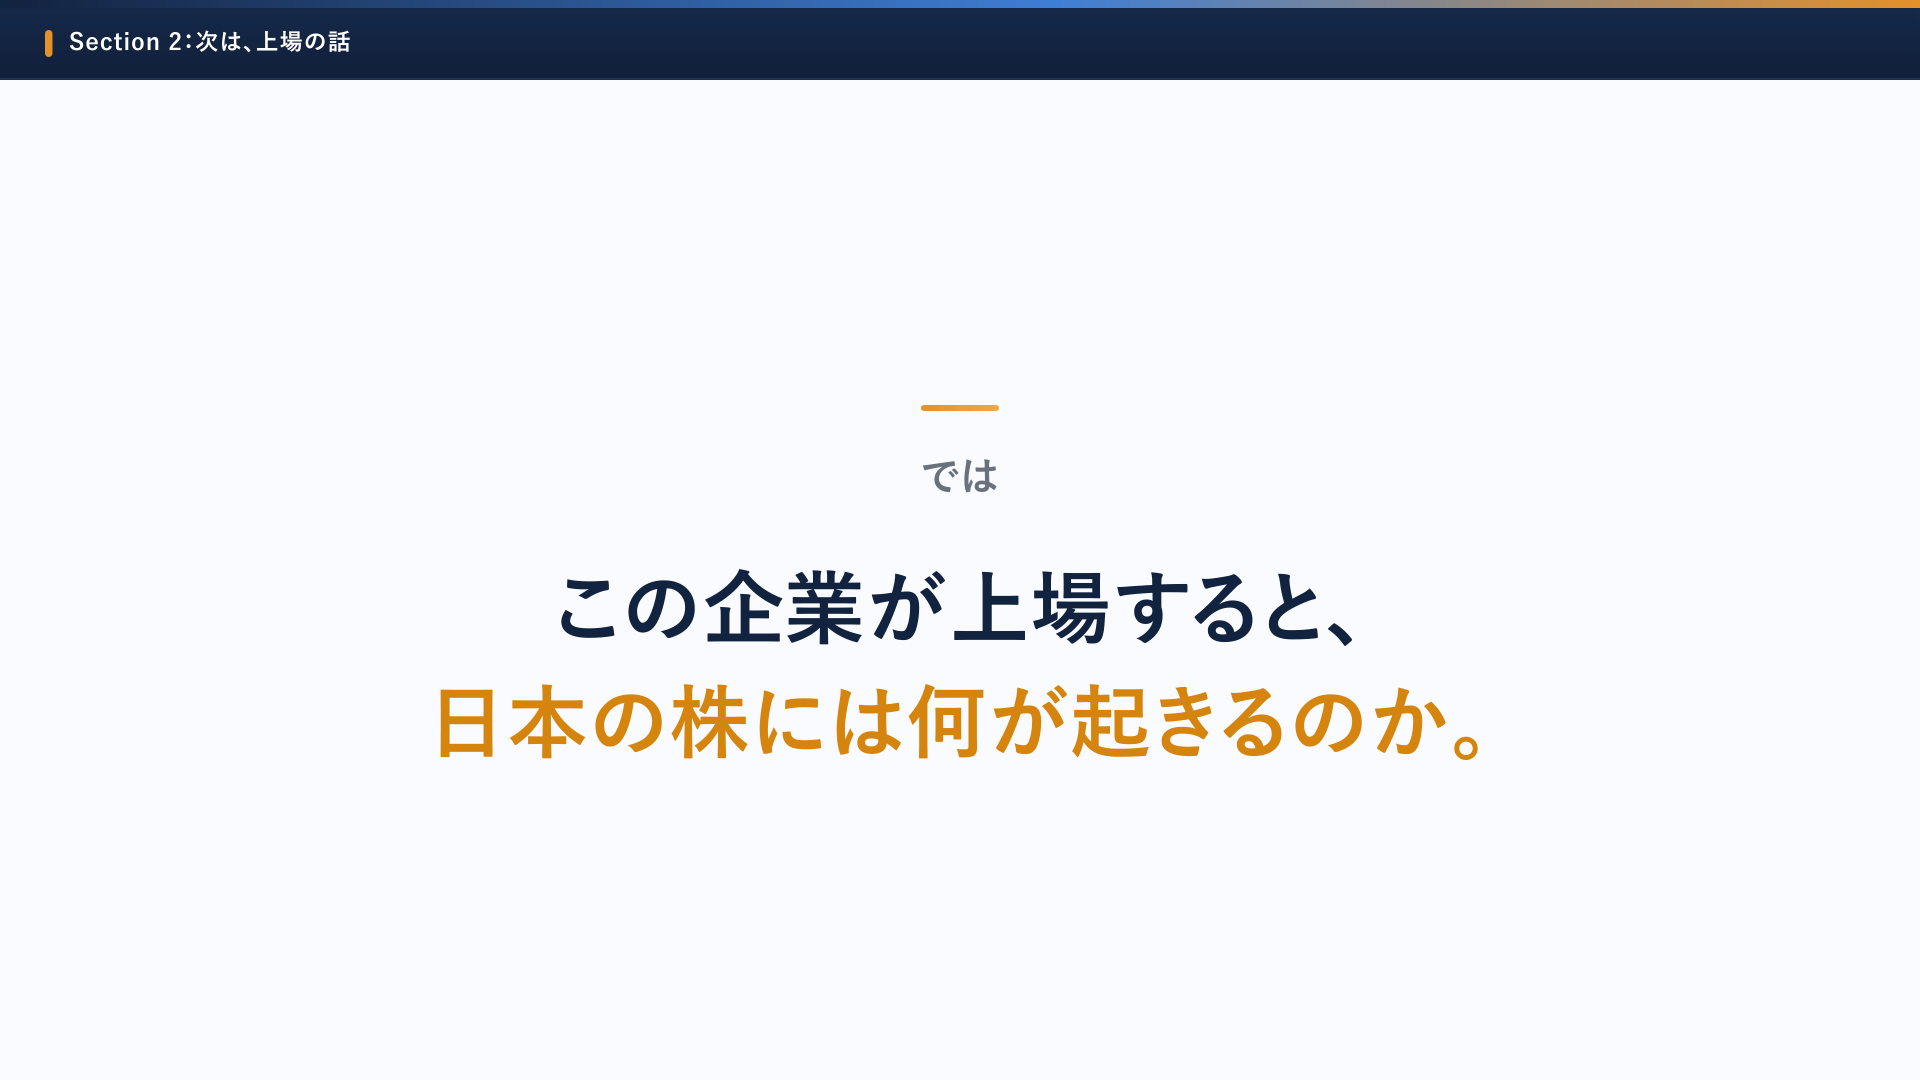 Section 2：次は、上場の話
では
この企業が上場すると、
日本の株には何が起きるのか。